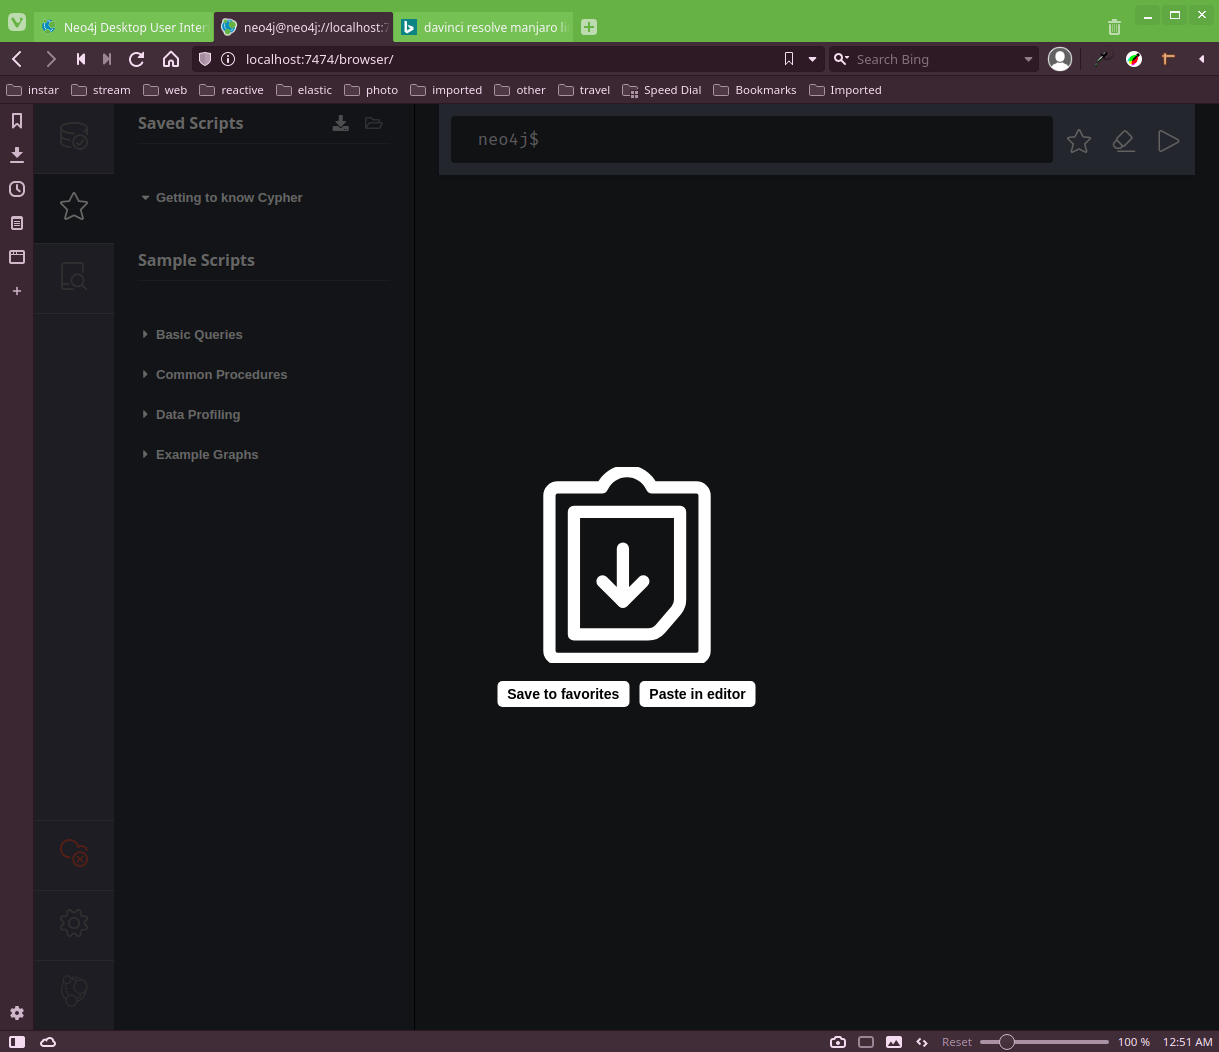 Neo4j Desktop User Inter
neo4j@neo4j://localhost:7
davinci resolve manjaro li
localhost:7474/browser/
Search Bing
instar stream web reactive elastic photo imported other travel Speed Dial Bookmarks Imported
Saved Scripts
neo4j$
Getting to know Cypher
Sample Scripts
Basic Queries
Common Procedures
Data Profiling
Example Graphs
Save to favorites
Paste in editor
Reset
100 %
12:51 AM